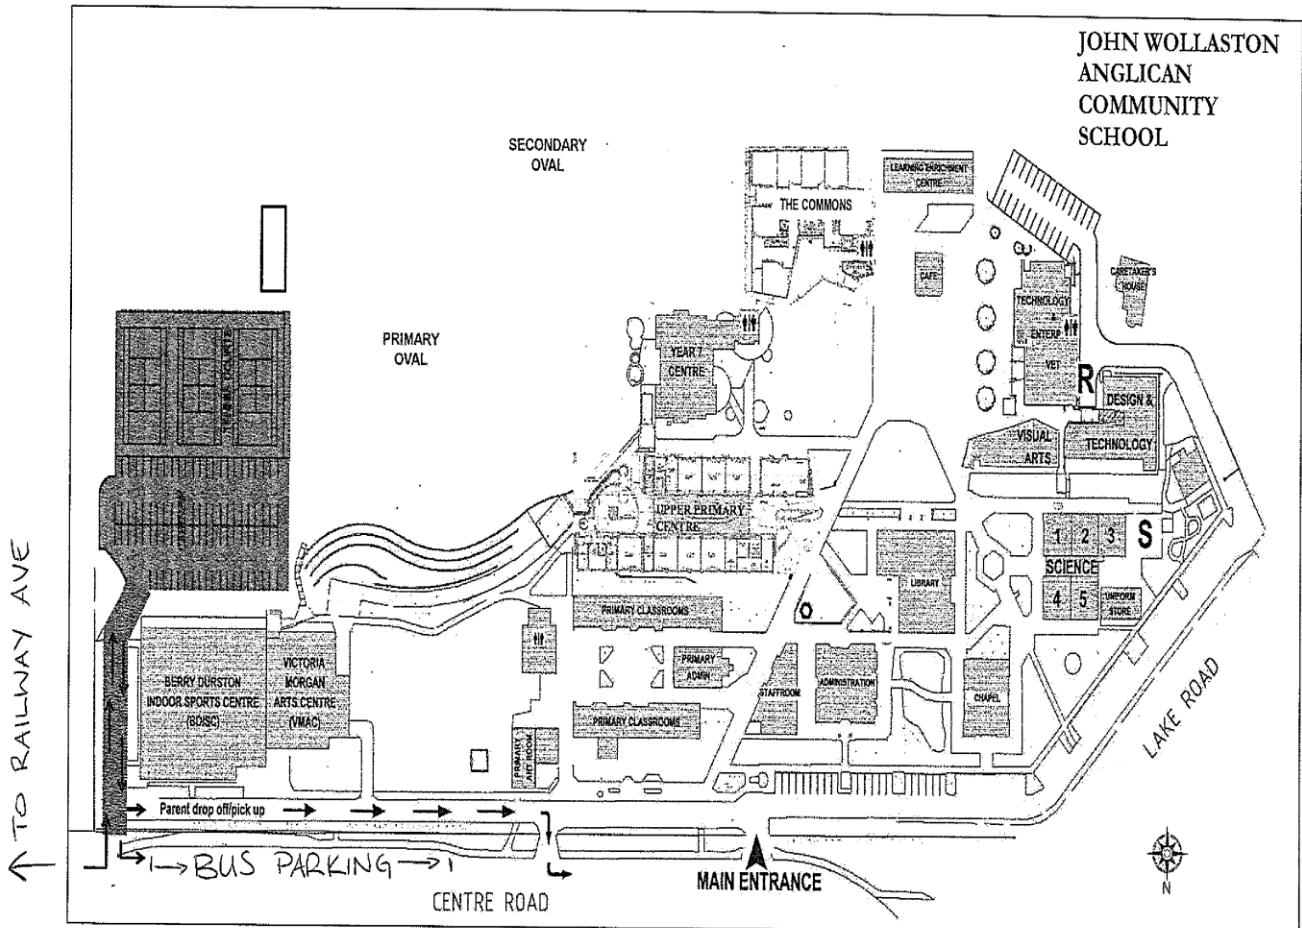 JOHN WOLLASTON
ANGLICAN
COMMUNITY
SCHOOL
SECONDARY
OVAL
LEARNING ENRICHMENT
CENTRE
THE COMMONS
CAFE
CARETAKER'S
HOUSE
TECHNOLOGY
&
ENTERP
VET
PRIMARY
OVAL
TENNIS COURTS
YEAR 7
CENTRE
R
DESIGN &
TECHNOLOGY
VISUAL
ARTS
UPPER PRIMARY
CENTRE
1 2 3
S
SCIENCE
4 5
UNIFORM
STORE
LIBRARY
PRIMARY CLASSROOMS
BERRY DURSTON
INDOOR SPORTS CENTRE
(BDISC)
VICTORIA
MORGAN
ARTS CENTRE
(VMAC)
PRIMARY
ADMIN
STAFFROOM
ADMINISTRATION
CHAPEL
PRIMARY CLASSROOMS
PRIMARY
ART ROOM
LAKE ROAD
TO RAILWAY AVE
Parent drop off/pick up
BUS PARKING
MAIN ENTRANCE
CENTRE ROAD
N